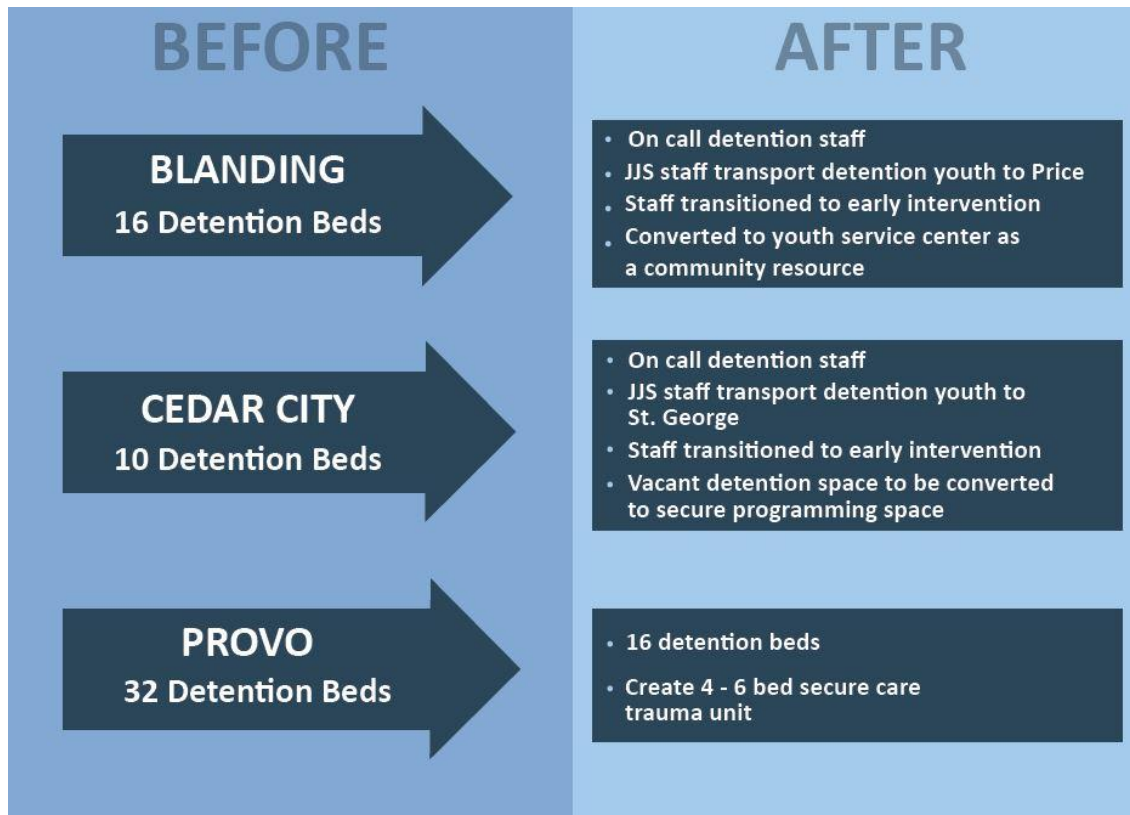 BEFORE
AFTER
BLANDING
16 Detention Beds
• On call detention staff
• JJS staff transport detention youth to Price
• Staff transitioned to early intervention
• Converted to youth service center as
a community resource
CEDAR CITY
10 Detention Beds
• On call detention staff
• JJS staff transport detention youth to
St. George
• Staff transitioned to early intervention
• Vacant detention space to be converted
to secure programming space
PROVO
32 Detention Beds
• 16 detention beds
• Create 4 - 6 bed secure care
trauma unit